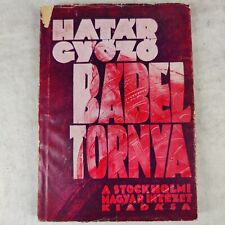 HATÁR
GYŐZŐ
BÁBEL
TORNYA
A STOCKHOLMI
MAGYAR INTÉZET
KIADÁSA